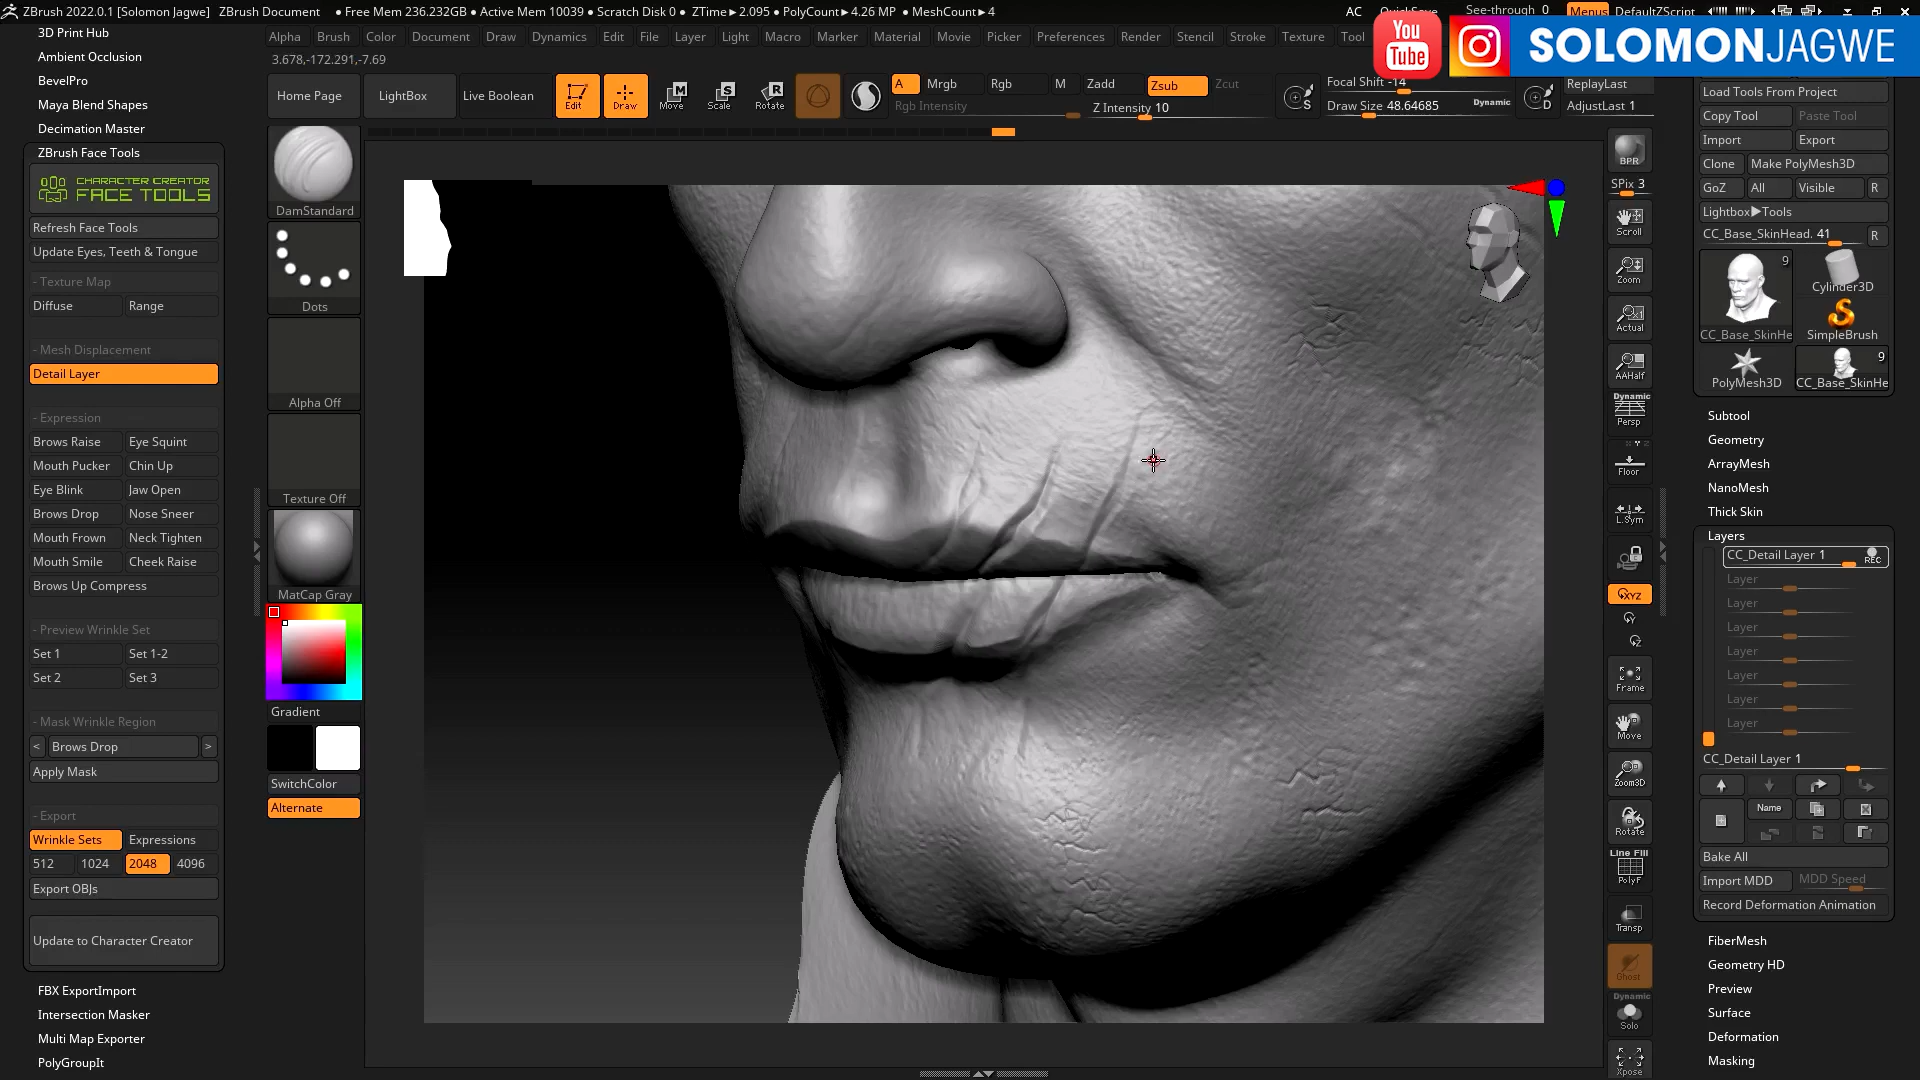 ZBrush 2022.0.1 [Solomon Jagwe] ZBrush Document ● Free Mem 236.232GB ● Active Mem 10039 ● Scratch Disk 0 ● ZTime►2.095 ● PolyCount►4.26 MP ● MeshCount►4 AC QuickSave See-through 0 Menus DefaultZScript
Alpha Brush Color Document Draw Dynamics Edit File Layer Light Macro Marker Material Movie Picker Preferences Render Stencil Stroke Texture Tool
You Tube
SOLOMONJAGWE
3.678,-172.291,-7.69
Home Page LightBox Live Boolean Edit Draw Move Scale Rotate
A Mrgb Rgb M Zadd Zsub Zcut
Rgb Intensity Z Intensity 10
Focal Shift -14
Draw Size 48.64685 Dynamic
ReplayLast
AdjustLast 1
3D Print Hub
Ambient Occlusion
BevelPro
Maya Blend Shapes
Decimation Master
ZBrush Face Tools
CHARACTER CREATOR
FACE TOOLS
Refresh Face Tools
Update Eyes, Teeth & Tongue
- Texture Map
Diffuse Range
- Mesh Displacement
Detail Layer
- Expression
Brows Raise Eye Squint
Mouth Pucker Chin Up
Eye Blink Jaw Open
Brows Drop Nose Sneer
Mouth Frown Neck Tighten
Mouth Smile Cheek Raise
Brows Up Compress
- Preview Wrinkle Set
Set 1 Set 1-2
Set 2 Set 3
- Mask Wrinkle Region
< Brows Drop >
Apply Mask
- Export
Wrinkle Sets Expressions
512 1024 2048 4096
Export OBJs
Update to Character Creator
FBX ExportImport
Intersection Master
Multi Map Exporter
PolyGroupIt
DamStandard
Dots
Alpha Off
Texture Off
MatCap Gray
Gradient
SwitchColor
Alternate
BPR
SPix 3
Scroll
Zoom
Actual
AAHalf
Dynamic
Persp
Floor
L.Sym
XYZ
Y
Z
Frame
Move
Zoom3D
Rotate
Line Fill
PolyF
Transp
Ghost
Dynamic
Solo
Xpose
Load Tools From Project
Copy Tool Paste Tool
Import Export
Clone Make PolyMesh3D
GoZ All Visible R
Lightbox►Tools
CC_Base_SkinHead. 41 R
9
Cylinder3D
CC_Base_SkinHe SimpleBrush
9
PolyMesh3D CC_Base_SkinHe
Subtool
Geometry
ArrayMesh
NanoMesh
Thick Skin
Layers
CC_Detail Layer 1 REC
Layer
Layer
Layer
Layer
Layer
Layer
Layer
CC_Detail Layer 1
Name
Bake All
Import MDD MDD Speed
Record Deformation Animation
FiberMesh
Geometry HD
Preview
Surface
Deformation
Masking